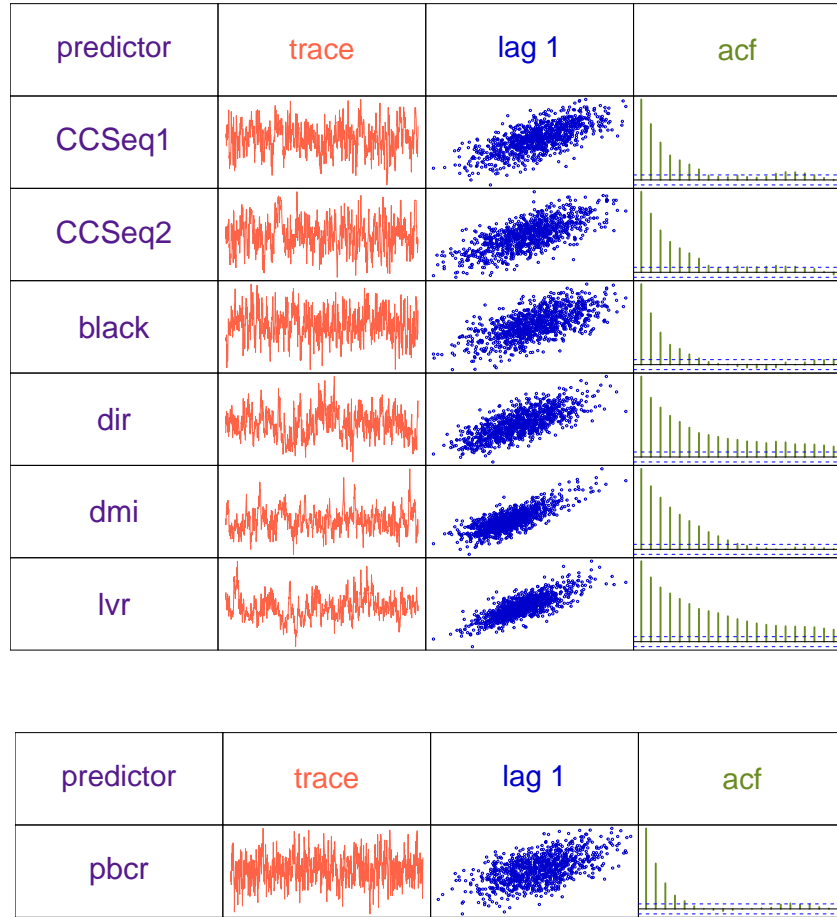 predictor trace lag 1 acf
CCSeq1
CCSeq2
black
dir
dmi
lvr
predictor trace lag 1 acf
pbcr